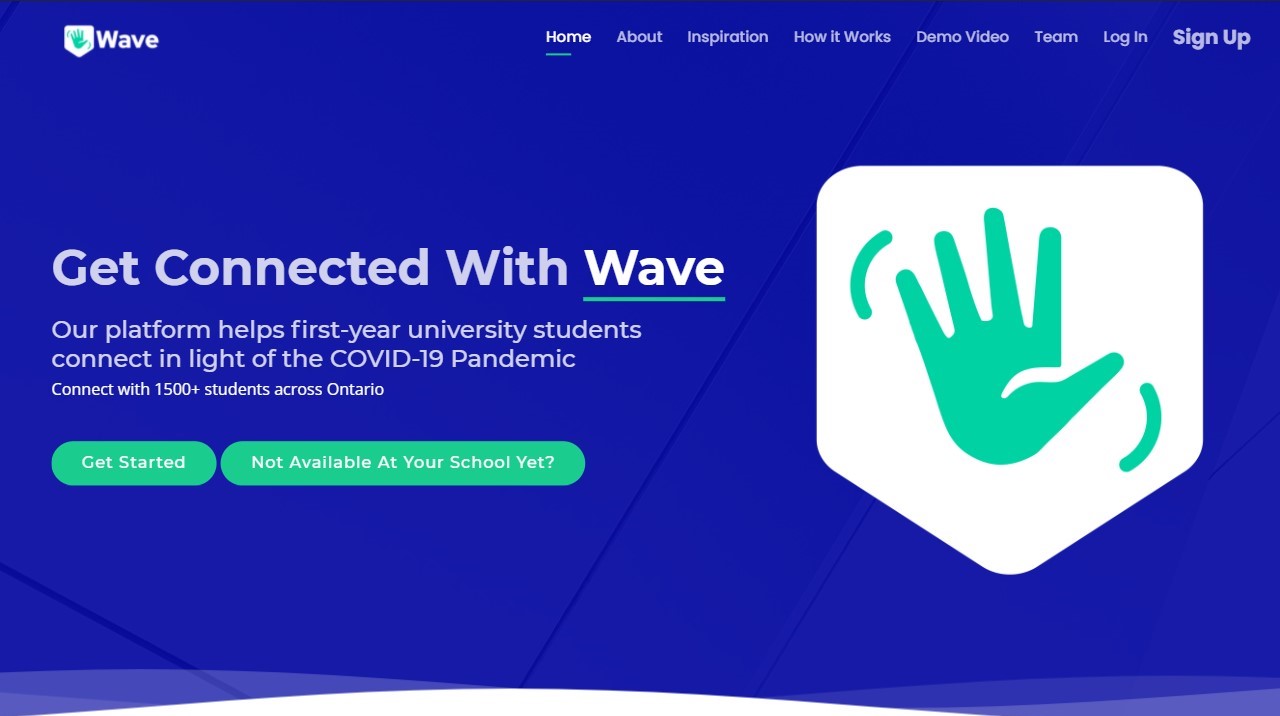 Wave
Home About Inspiration How it Works Demo Video Team Log In Sign Up
Get Connected With Wave
Our platform helps first-year university students
connect in light of the COVID-19 Pandemic
Connect with 1500+ students across Ontario
Get Started Not Available At Your School Yet?